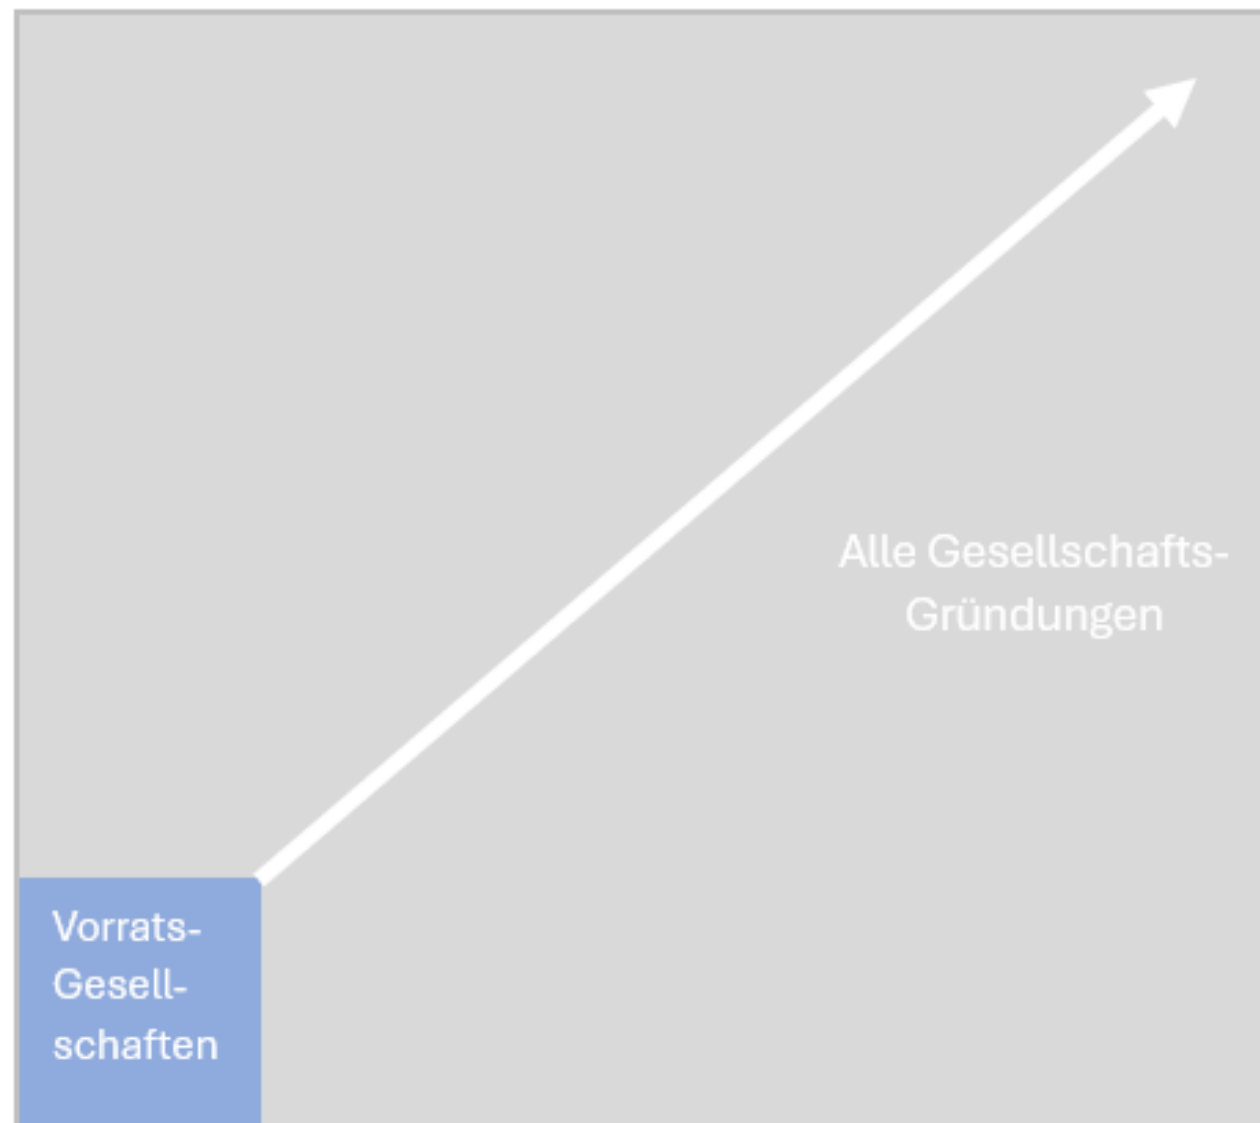 Alle Gesellschafts-
Gründungen
Vorrats-
Gesell-
schaften